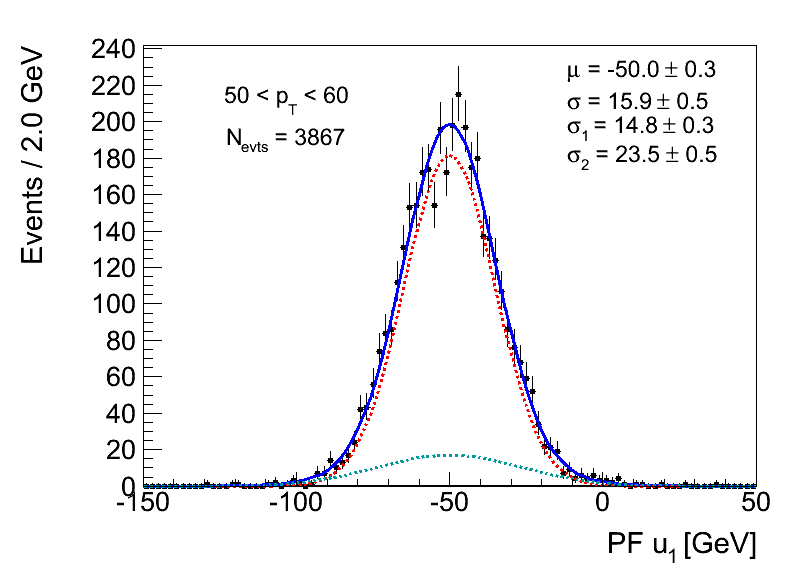 240
220
200
180
160
140
120
100
80
60
40
20
0
Events / 2.0 GeV
50 < p_T < 60
N_evts = 3867
μ = -50.0 ± 0.3
σ = 15.9 ± 0.5
σ_1 = 14.8 ± 0.3
σ_2 = 23.5 ± 0.5
-150 -100 -50 0 50
PF u_1 [GeV]